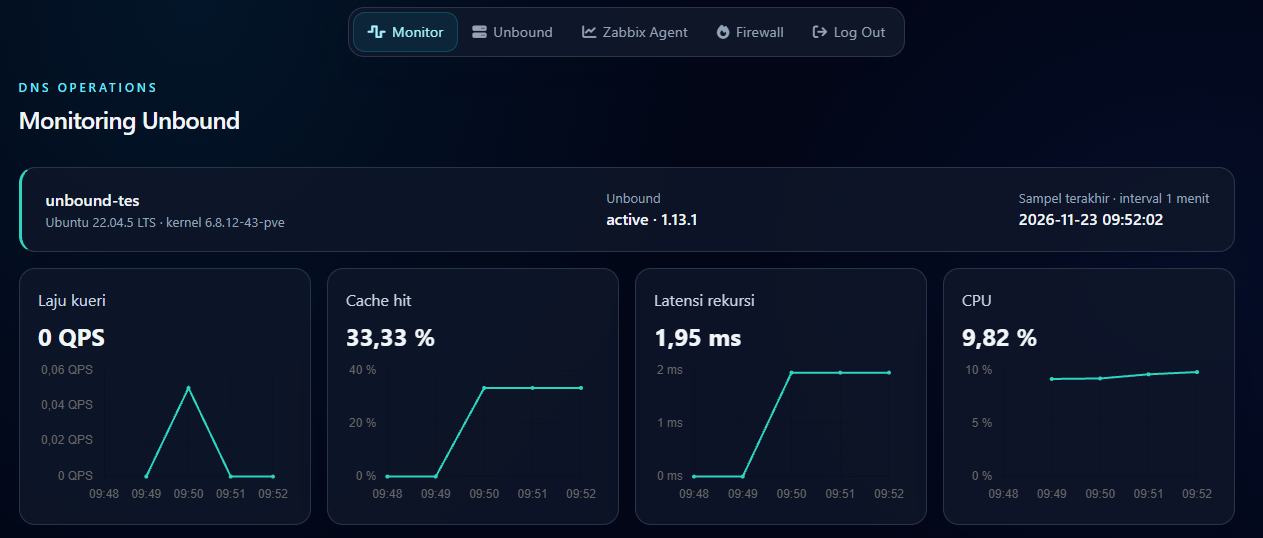 Monitor Unbound Zabbix Agent Firewall Log Out
DNS OPERATIONS
Monitoring Unbound
unbound-tes
Ubuntu 22.04.5 LTS · kernel 6.8.12-43-pve
Unbound
active · 1.13.1
Sampel terakhir · interval 1 menit
2026-11-23 09:52:02
Laju kueri
0 QPS
0,06 QPS
0,04 QPS
0,02 QPS
0 QPS
09:48 09:49 09:50 09:51 09:52
Cache hit
33,33 %
40 %
20 %
0 %
09:48 09:49 09:50 09:51 09:52
Latensi rekursi
1,95 ms
2 ms
1 ms
0 ms
09:48 09:49 09:50 09:51 09:52
CPU
9,82 %
10 %
5 %
0 %
09:48 09:49 09:50 09:51 09:52